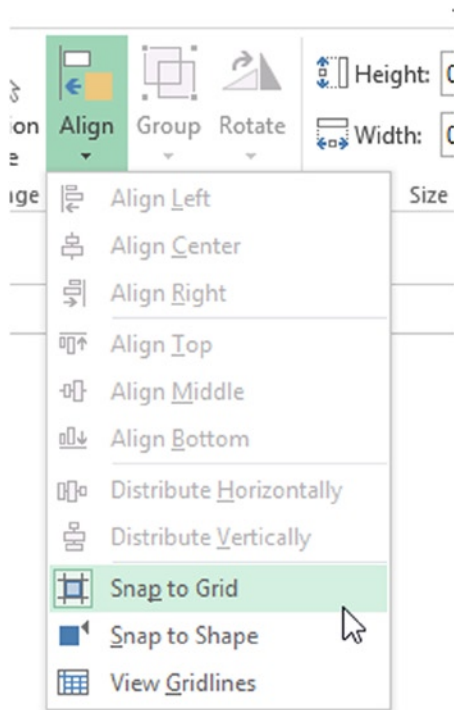 Height:
Align Group Rotate
Width:
Size
Align Left
Align Center
Align Right
Align Top
Align Middle
Align Bottom
Distribute Horizontally
Distribute Vertically
Snap to Grid
Snap to Shape
View Gridlines